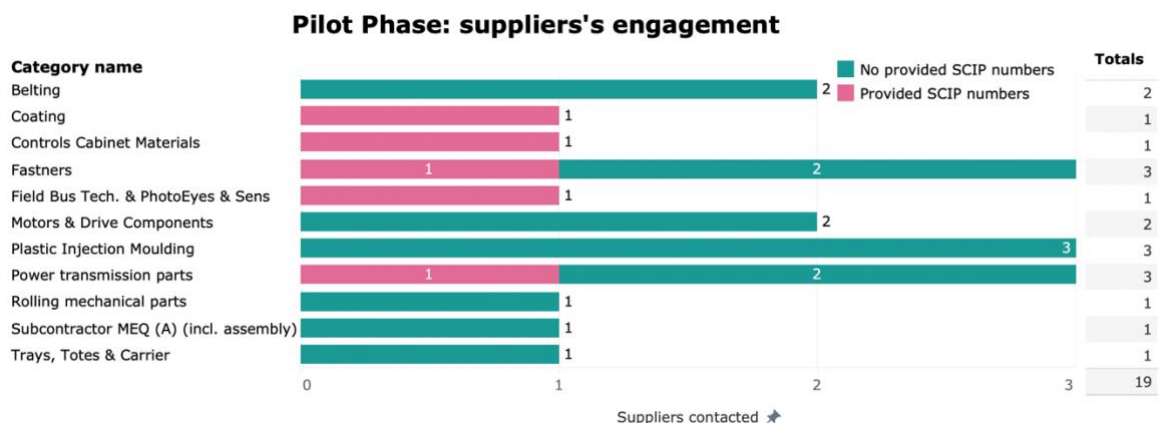 Pilot Phase: suppliers's engagement
Category name
Totals
No provided SCIP numbers
Provided SCIP numbers
Belting 2 2
Coating 1 1
Controls Cabinet Materials 1 1
Fastners 1 2 3
Field Bus Tech. & PhotoEyes & Sens 1 1
Motors & Drive Components 2 2
Plastic Injection Moulding 3 3
Power transmission parts 1 2 3
Rolling mechanical parts 1 1
Subcontractor MEQ (A) (incl. assembly) 1 1
Trays, Totes & Carrier 1 1
0 1 2 3 19
Suppliers contacted